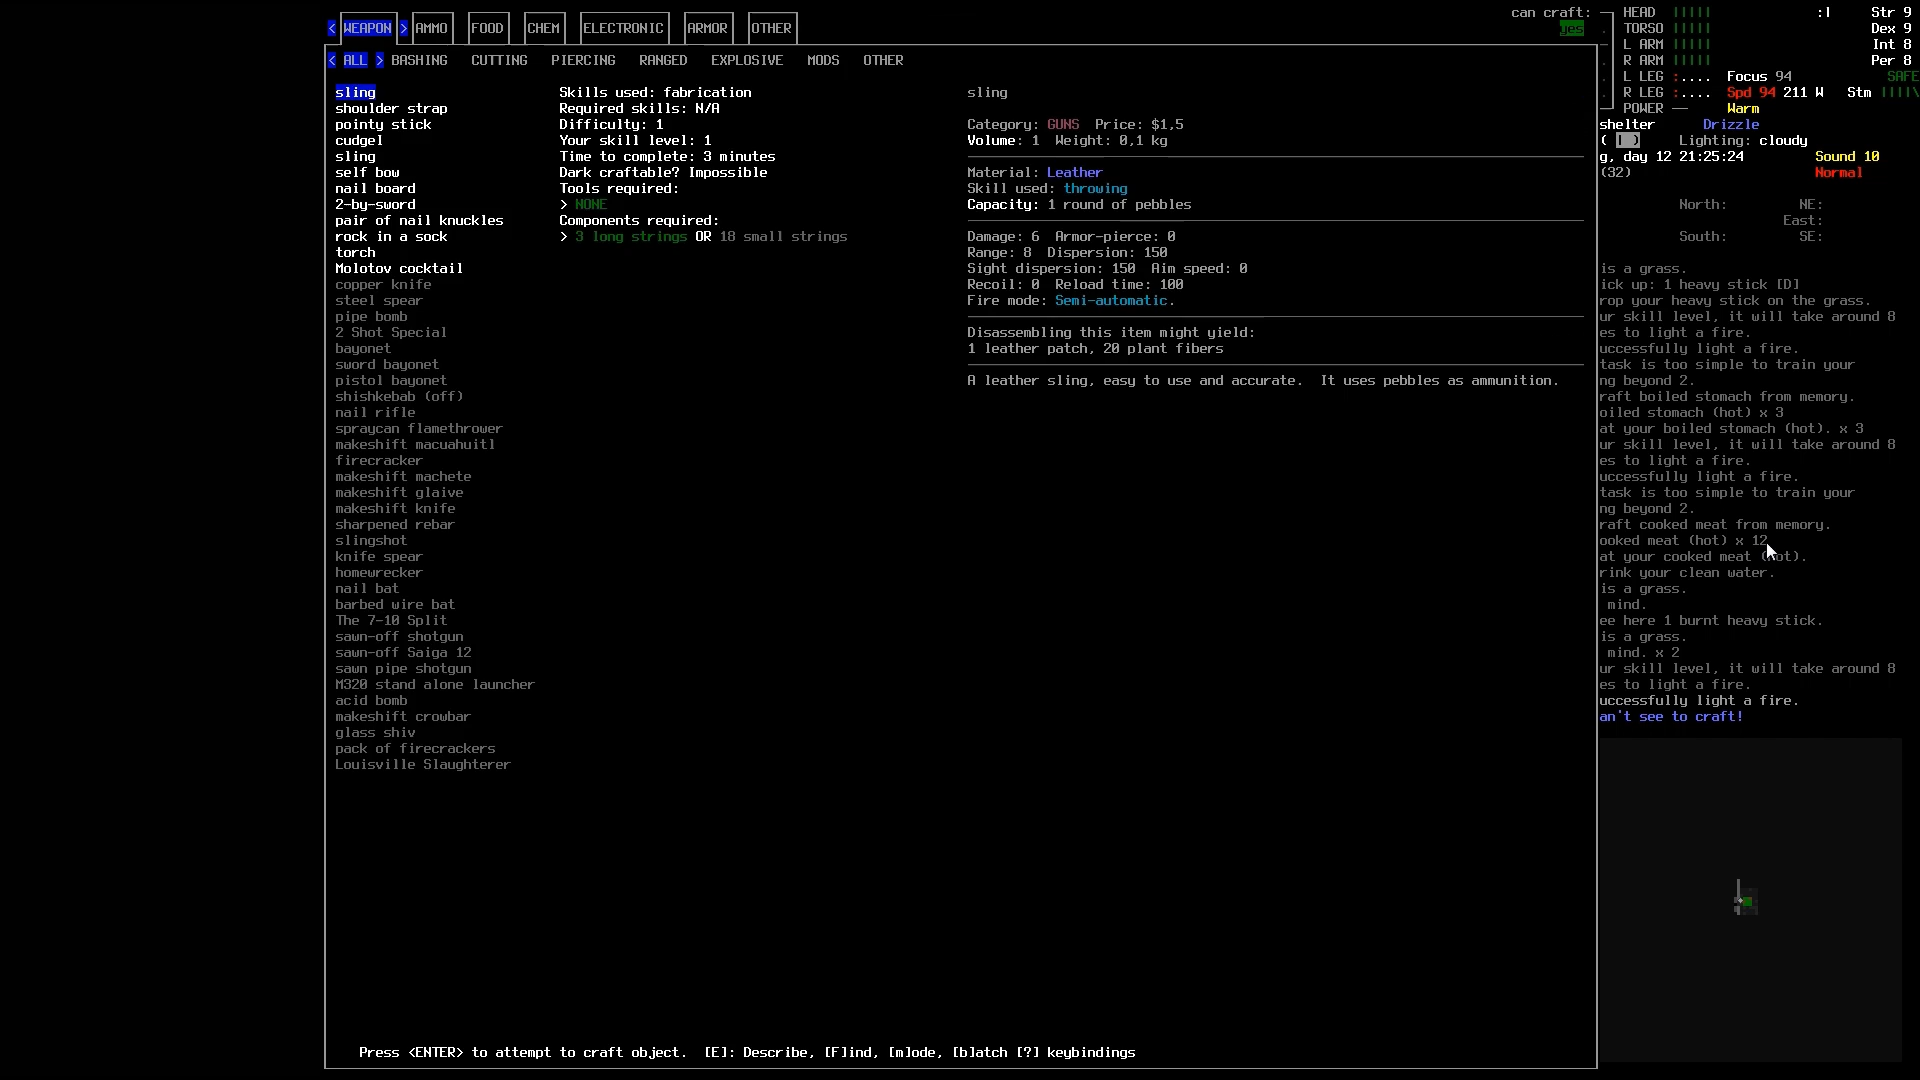 < WEAPON > AMMO FOOD CHEM ELECTRONIC ARMOR OTHER
can craft:
yes
< ALL > BASHING CUTTING PIERCING RANGED EXPLOSIVE MODS OTHER
sling
shoulder strap
pointy stick
cudgel
sling
self bow
nail board
2-by-sword
pair of nail knuckles
rock in a sock
torch
Molotov cocktail
copper knife
steel spear
pipe bomb
2 Shot Special
bayonet
sword bayonet
pistol bayonet
shishkebab (off)
nail rifle
spraycan flamethrower
makeshift macuahuitl
firecracker
makeshift machete
makeshift glaive
makeshift knife
sharpened rebar
slingshot
knife spear
homewrecker
nail bat
barbed wire bat
The 7-10 Split
sawn-off shotgun
sawn-off Saiga 12
sawn pipe shotgun
M320 stand alone launcher
acid bomb
makeshift crowbar
glass shiv
pack of firecrackers
Louisville Slaughterer
Skills used: fabrication
Required skills: N/A
Difficulty: 1
Your skill level: 1
Time to complete: 3 minutes
Dark craftable? Impossible
Tools required:
> NONE
Components required:
> 3 long strings OR 18 small strings
sling
Category: GUNS Price: $1,5
Volume: 1 Weight: 0,1 kg
Material: Leather
Skill used: throwing
Capacity: 1 round of pebbles
Damage: 6 Armor-pierce: 0
Range: 8 Dispersion: 150
Sight dispersion: 150 Aim speed: 0
Recoil: 0 Reload time: 100
Fire mode: Semi-automatic.
Disassembling this item might yield:
1 leather patch, 20 plant fibers
A leather sling, easy to use and accurate. It uses pebbles as ammunition.
Press <ENTER> to attempt to craft object. [E]: Describe, [F]ind, [m]ode, [b]atch [?] keybindings
HEAD ||||| :| Str 9
TORSO ||||| Dex 9
L ARM ||||| Int 8
R ARM ||||| Per 8
L LEG :.... Focus 94 SAFE
R LEG :.... Spd 94 211 W Stm ||||\
POWER -- Warm
shelter Drizzle
( | ) Lighting: cloudy
g, day 12 21:25:24 Sound 10
(32) Normal
North: NE:
East:
South: SE:
is a grass.
ick up: 1 heavy stick [D]
rop your heavy stick on the grass.
ur skill level, it will take around 8
es to light a fire.
uccessfully light a fire.
task is too simple to train your
ng beyond 2.
raft boiled stomach from memory.
oiled stomach (hot) x 3
at your boiled stomach (hot). x 3
ur skill level, it will take around 8
es to light a fire.
uccessfully light a fire.
task is too simple to train your
ng beyond 2.
raft cooked meat from memory.
ooked meat (hot) x 12
at your cooked meat (hot).
rink your clean water.
is a grass.
mind.
ee here 1 burnt heavy stick.
is a grass.
mind. x 2
ur skill level, it will take around 8
es to light a fire.
uccessfully light a fire.
an't see to craft!